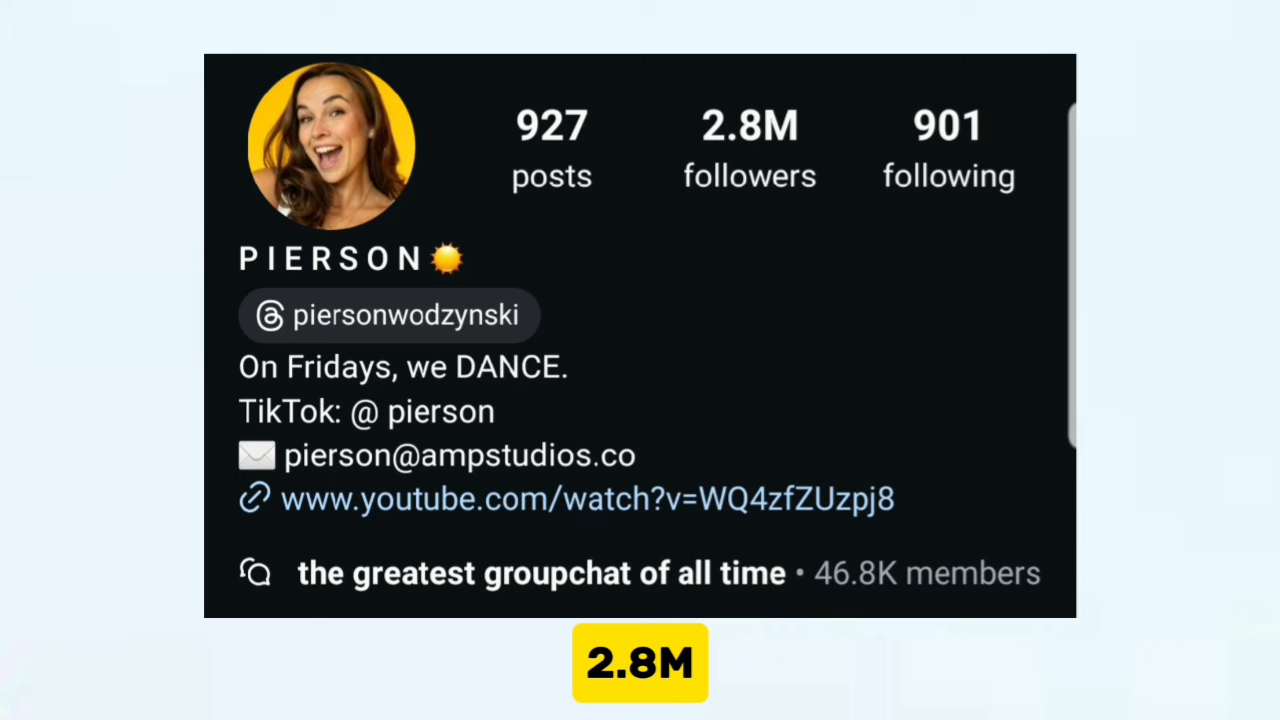 927 2.8M 901
posts followers following
P I E R S O N☀️
piersonwodzynski
On Fridays, we DANCE.
TikTok: @ pierson
✉️ pierson@ampstudios.co
www.youtube.com/watch?v=WQ4zfZUzpj8
the greatest groupchat of all time • 46.8K members
2.8M